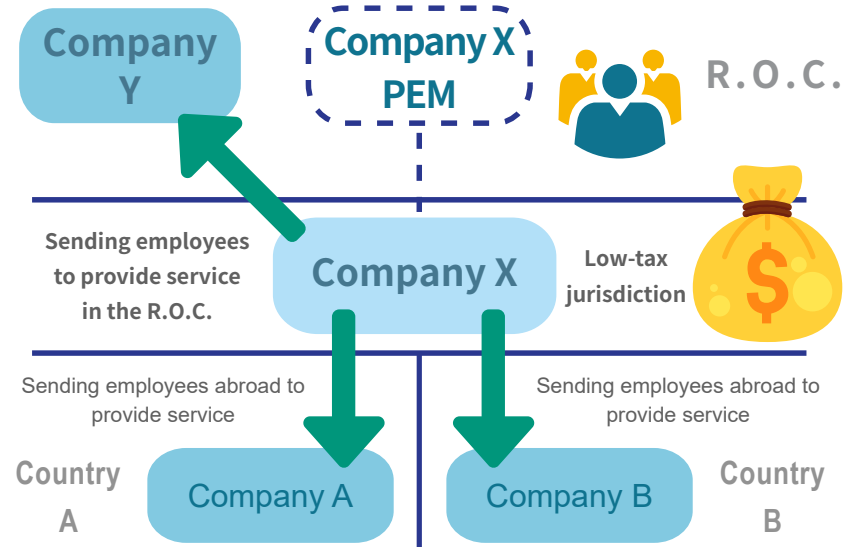 Company
Y
Company X
PEM
R.O.C.
Sending employees
to provide service
in the R.O.C.
Company X
Low-tax
jurisdiction
$
Sending employees abroad to
provide service
Sending employees abroad to
provide service
Country
A
Company A
Company B
Country
B